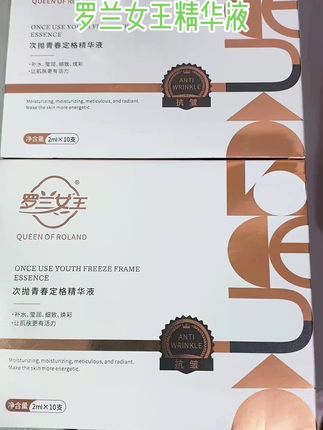 罗兰女王精华液
QUEEN OF ROLAND
ONCE USE YOUTH FREEZE FRAME
ESSENCE
次抛青春定格精华液
•补水、莹润、细致、焕彩
•让肌肤更有活力
ANTI
WRINKLE
抗皱
Moisturizing, moisturizing, meticulous, and radiant.
Make the skin more energetic.
净含量 2ml×10支
罗兰女王®
QUEEN OF ROLAND
ONCE USE YOUTH FREEZE FRAME
ESSENCE
次抛青春定格精华液
•补水、莹润、细致、焕彩
•让肌肤更有活力
ANTI
WRINKLE
抗皱
Moisturizing, moisturizing, meticulous, and radiant.
Make the skin more energetic.
净含量 2ml×10支